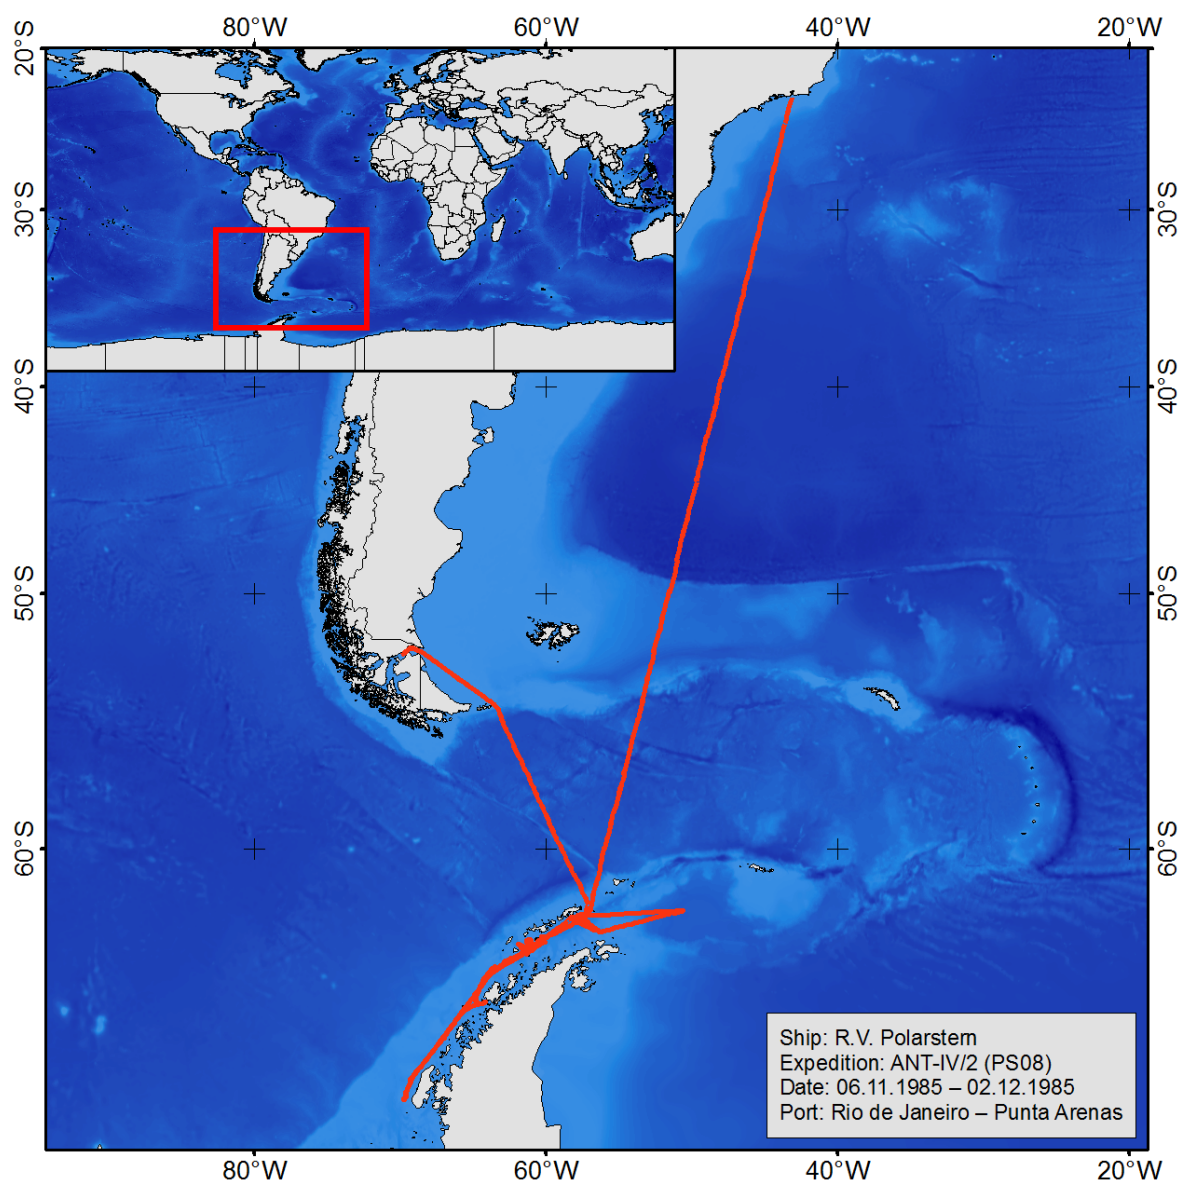 80°W 60°W 40°W 20°W
20°S
30°S 30°S
40°S 40°S
50°S 50°S
60°S 60°S
Ship: R.V. Polarstern
Expedition: ANT-IV/2 (PS08)
Date: 06.11.1985 – 02.12.1985
Port: Rio de Janeiro – Punta Arenas
80°W 60°W 40°W 20°W